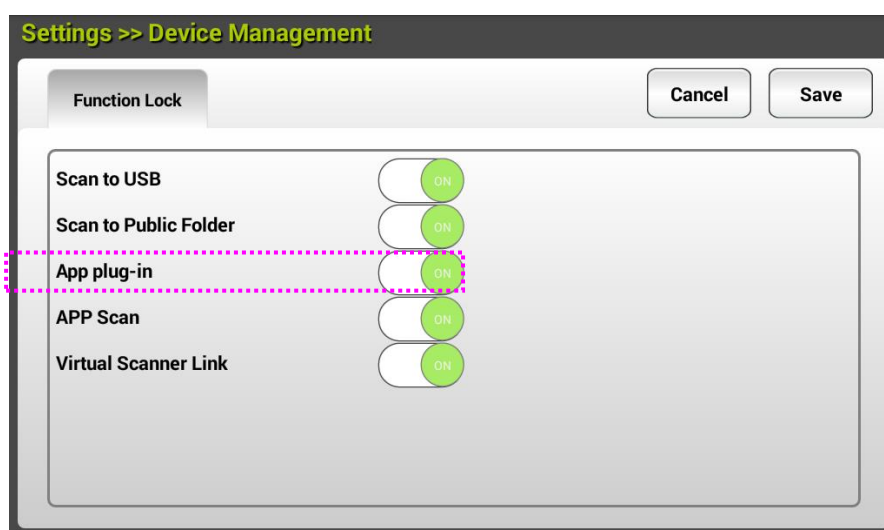 Settings >> Device Management
Function Lock
Cancel
Save
Scan to USB
ON
Scan to Public Folder
ON
App plug-in
ON
APP Scan
ON
Virtual Scanner Link
ON